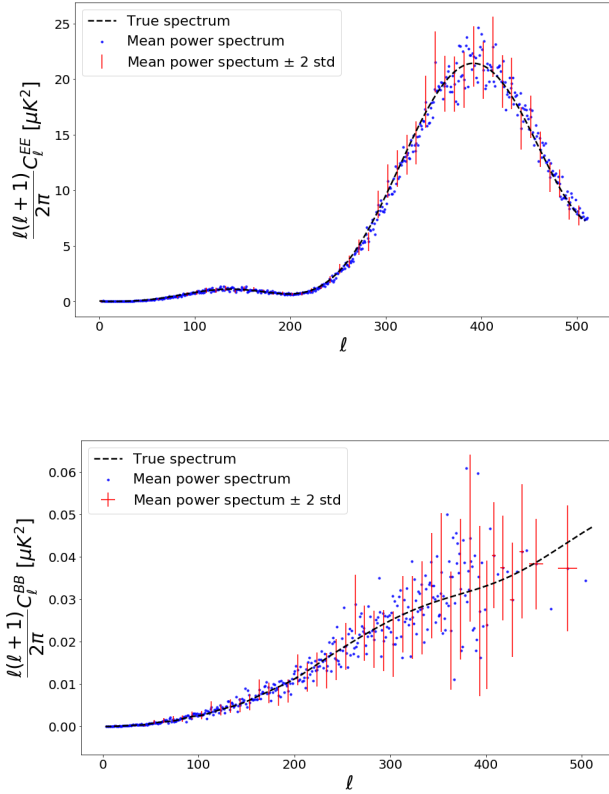 True spectrum
Mean power spectrum
Mean power spectum ± 2 std
ℓ(ℓ + 1)/2π C_ℓ^EE [μK²]
25
20
15
10
5
0
0 100 200 300 400 500
ℓ
True spectrum
Mean power spectrum
Mean power spectum ± 2 std
ℓ(ℓ + 1)/2π C_ℓ^BB [μK²]
0.06
0.05
0.04
0.03
0.02
0.01
0.00
0 100 200 300 400 500
ℓ